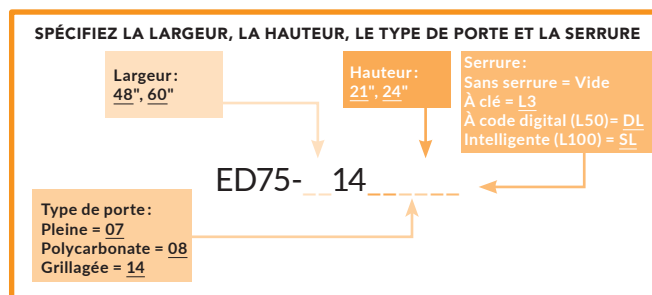 SPÉCIFIEZ LA LARGEUR, LA HAUTEUR, LE TYPE DE PORTE ET LA SERRURE
Largeur:
48", 60"
Hauteur:
21", 24"
Serrure:
Sans serrure = Vide
À clé = L3
À code digital (L50)= DL
Intelligente (L100) = SL
ED75-__14______
Type de porte:
Pleine = 07
Polycarbonate = 08
Grillagée = 14